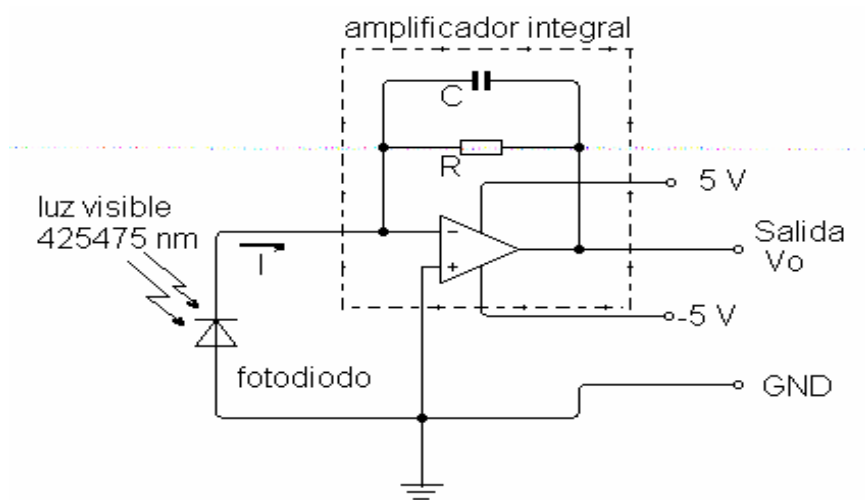 amplificador integral
C
R
5 V
luz visible
425475 nm
I
−
+
Salida
Vo
-5 V
fotodiodo
GND